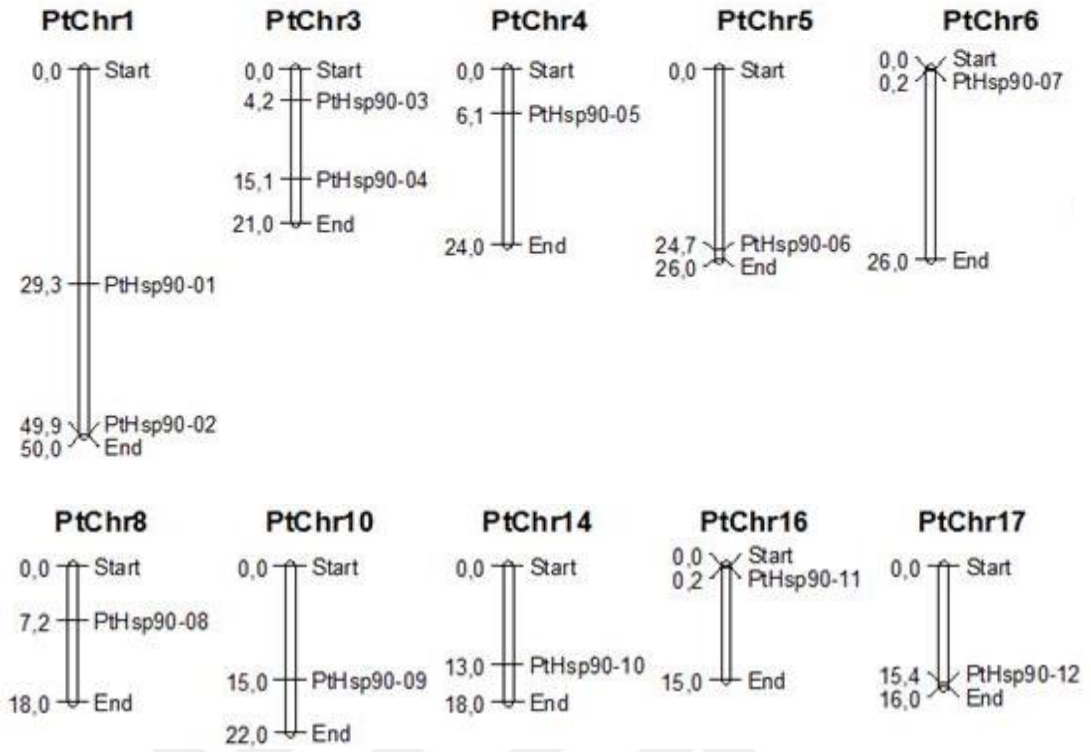 PtChr1
0,0 Start
29,3 PtHsp90-01
49,9 PtHsp90-02
50,0 End
PtChr3
0,0 Start
4,2 PtHsp90-03
15,1 PtHsp90-04
21,0 End
PtChr4
0,0 Start
6,1 PtHsp90-05
24,0 End
PtChr5
0,0 Start
24,7 PtHsp90-06
26,0 End
PtChr6
0,0 Start
0,2 PtHsp90-07
26,0 End
PtChr8
0,0 Start
7,2 PtHsp90-08
18,0 End
PtChr10
0,0 Start
15,0 PtHsp90-09
22,0 End
PtChr14
0,0 Start
13,0 PtHsp90-10
18,0 End
PtChr16
0,0 Start
0,2 PtHsp90-11
15,0 End
PtChr17
0,0 Start
15,4 PtHsp90-12
16,0 End